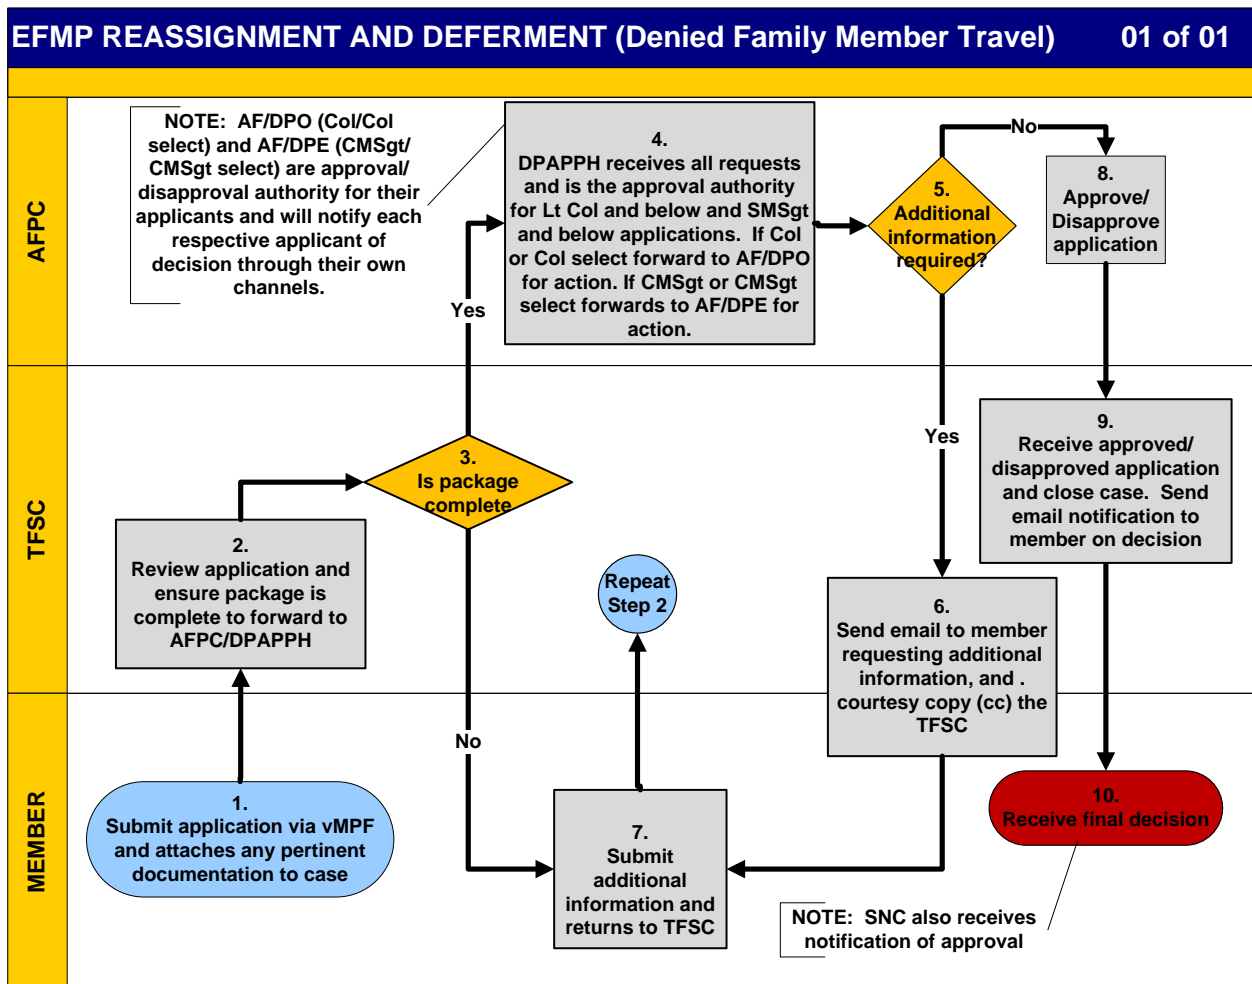 EFMP REASSIGNMENT AND DEFERMENT (Denied Family Member Travel) 01 of 01
AFPC
NOTE: AF/DPO (Col/Col
select) and AF/DPE (CMSgt/
CMSgt select) are approval/
disapproval authority for their
applicants and will notify each
respective applicant of
decision through their own
channels.
4.
DPAPPH receives all requests
and is the approval authority
for Lt Col and below and SMSgt
and below applications. If Col
or Col select forward to AF/DPO
for action. If CMSgt or CMSgt
select forwards to AF/DPE for
action.
5.
Additional
information
required?
No
8.
Approve/
Disapprove
application
Yes
Yes
TFSC
3.
Is package
complete
2.
Review application and
ensure package is
complete to forward to
AFPC/DPAPPH
Repeat
Step 2
9.
Receive approved/
disapproved application
and close case. Send
email notification to
member on decision
6.
Send email to member
requesting additional
information, and .
courtesy copy (cc) the
TFSC
No
MEMBER
1.
Submit application via vMPF
and attaches any pertinent
documentation to case
7.
Submit
additional
information and
returns to TFSC
10.
Receive final decision
NOTE: SNC also receives
notification of approval